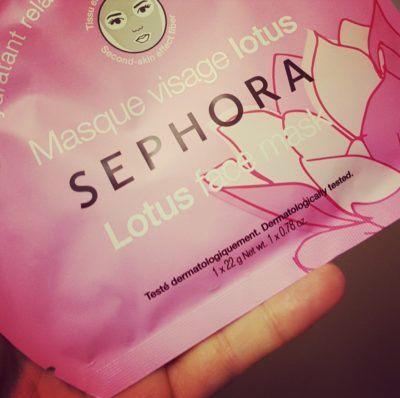 Tissu
Second-skin effect fiber
Masque visage lotus
SEPHORA
Lotus face mask
Testé dermatologiquement. Dermatologically tested.
1 x 22 g Net wt. 1 x 0.78 oz